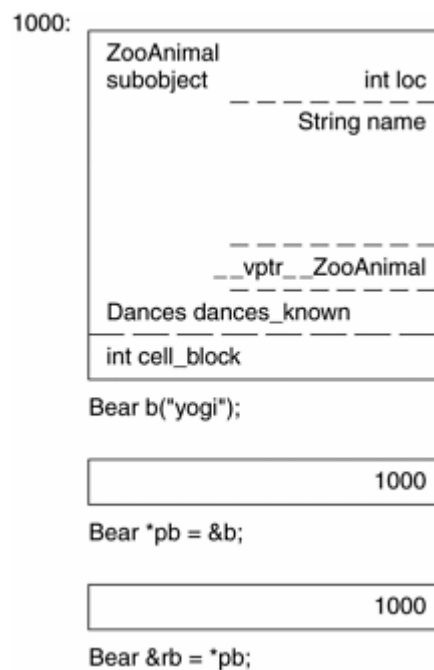 1000:
ZooAnimal
subobject int loc
String name
__vptr__ZooAnimal
Dances dances_known
int cell_block
Bear b("yogi");
1000
Bear *pb = &b;
1000
Bear &rb = *pb;